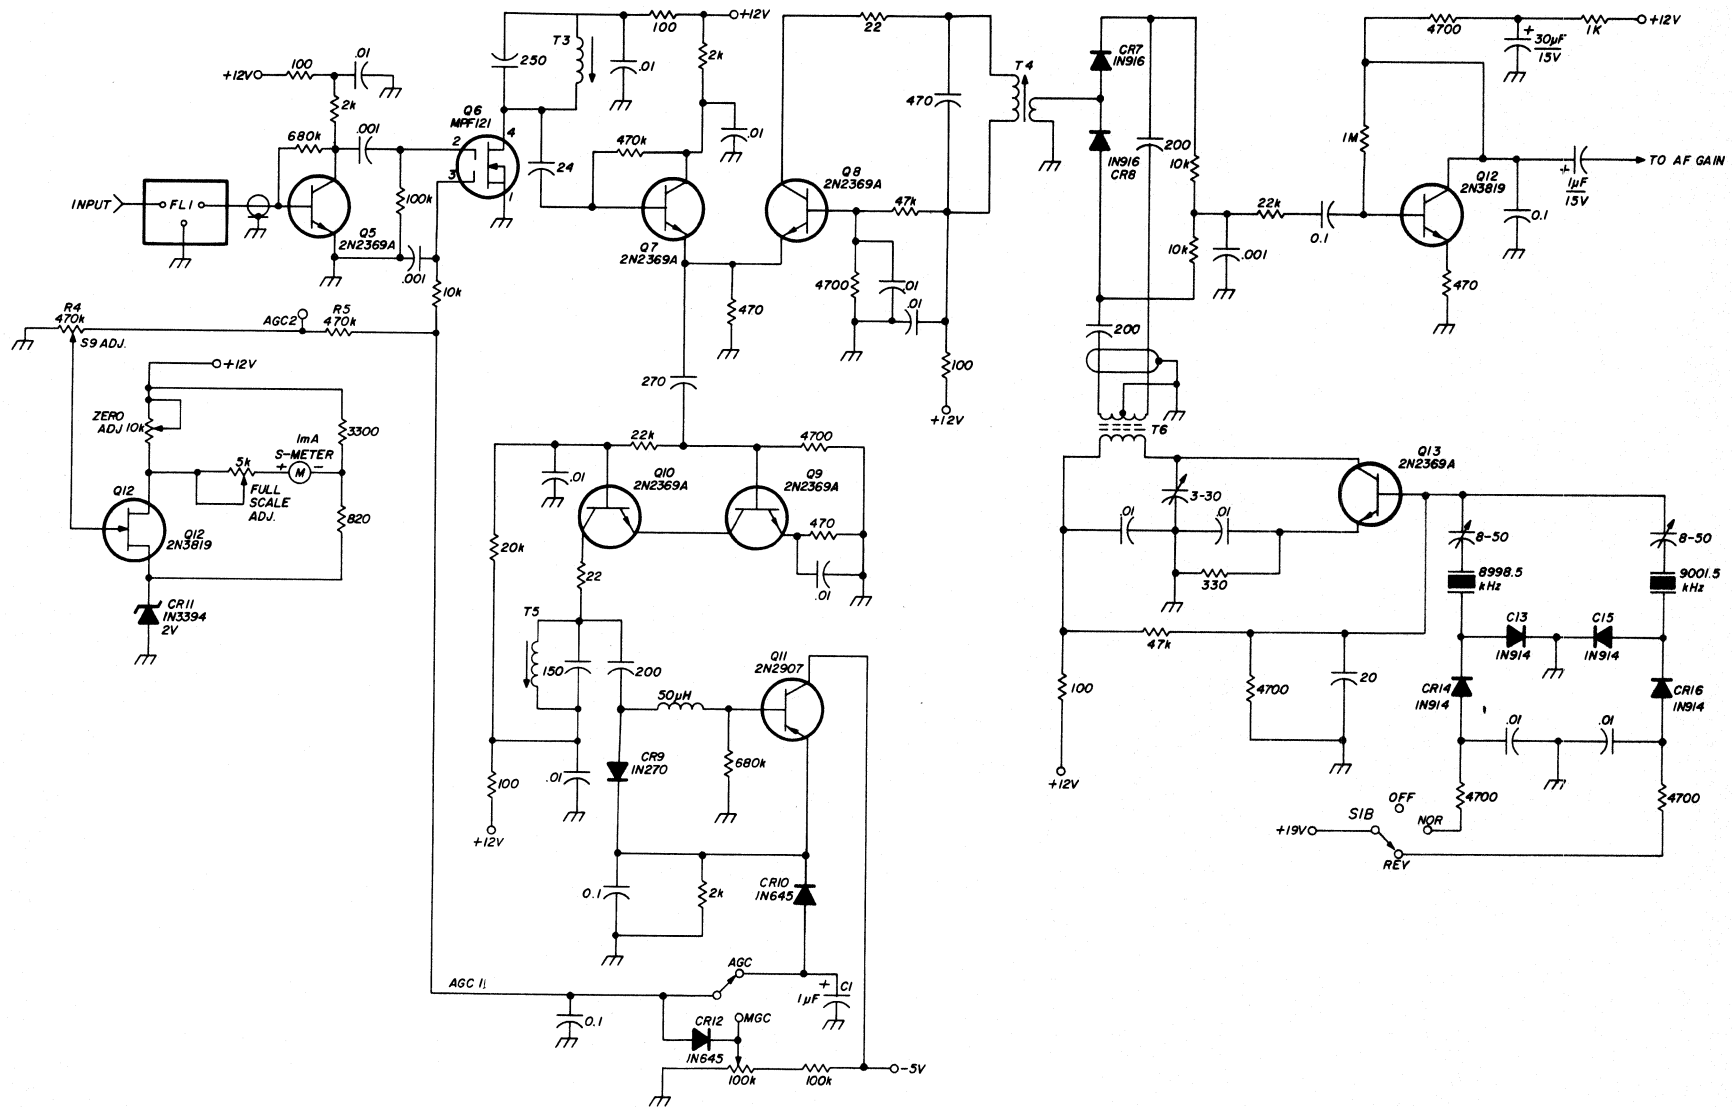 +12V
100
.01
2k
680k
.001
INPUT
FL1
Q5
2N2369A
100k
.001
10k
Q6
MPF121
2
3
4
1
250
T3
.01
100
+12V
2k
.01
470k
24
Q7
2N2369A
22
Q8
2N2369A
470
47k
470
4700
.01
.01
100
+12V
T4
CR7
1N916
1N916
CR8
200
10k
10k
.001
22k
0.1
4700
30µF
15V
+
1K
+12V
1M
Q12
2N3819
470
0.1
+
1µF
15V
TO AF GAIN
R4
470k
S9 ADJ.
AGC2
R5
470k
+12V
ZERO
ADJ 10k
3300
1mA
S-METER
+
M
-
5k
FULL
SCALE
ADJ.
Q12
Q12
2N3819
820
CR11
1N3394
2V
270
22k
4700
.01
Q10
2N2369A
Q9
2N2369A
470
.01
20k
22
T5
150
200
50µH
Q11
2N2907
CR9
1N270
680k
.01
100
+12V
0.1
2k
CR10
1N645
AGC 1
AGC
+
1µF
C1
0.1
CR12
1N645
MGC
100k
100k
-5V
200
T6
Q13
2N2369A
3-30
.01
.01
330
47k
100
+12V
4700
20
8-50
8-50
8998.5
kHz
9001.5
kHz
C13
1N914
C15
1N914
CR14
1N914
CR16
1N914
.01
.01
4700
4700
S1B
OFF
NOR
+19V
REV